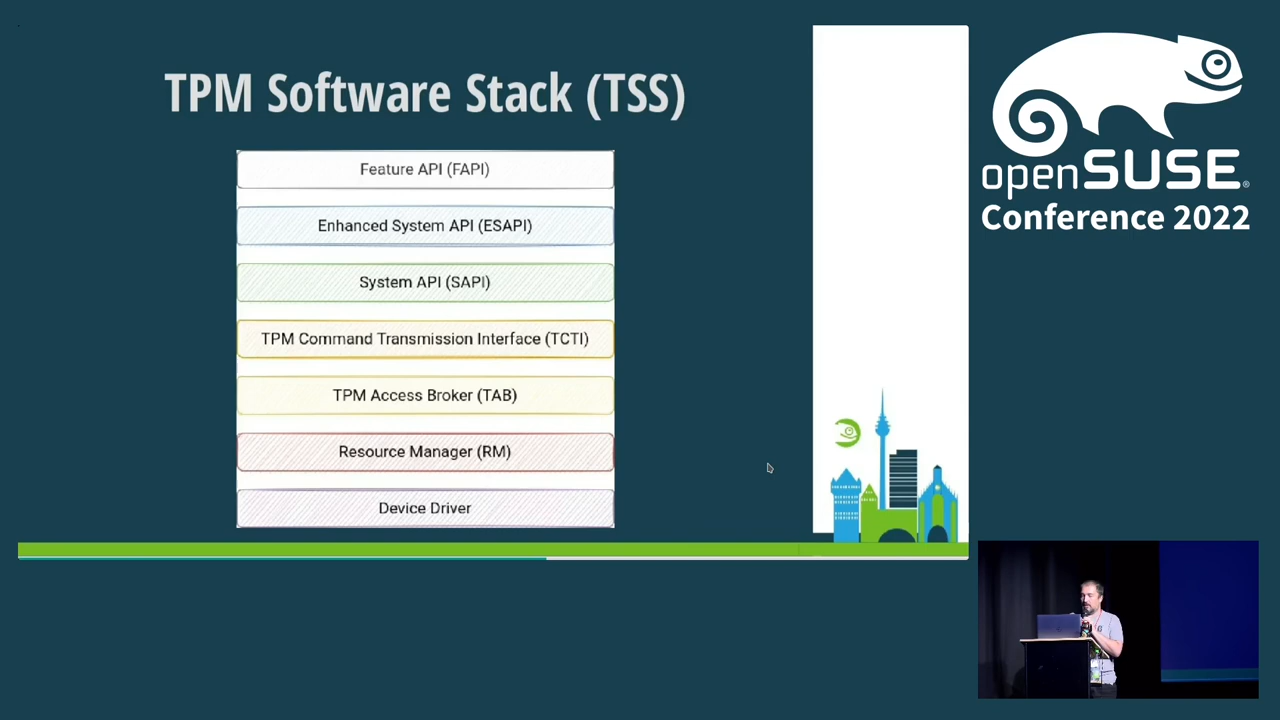 TPM Software Stack (TSS)
Feature API (FAPI)
Enhanced System API (ESAPI)
System API (SAPI)
TPM Command Transmission Interface (TCTI)
TPM Access Broker (TAB)
Resource Manager (RM)
Device Driver
openSUSE®
Conference 2022